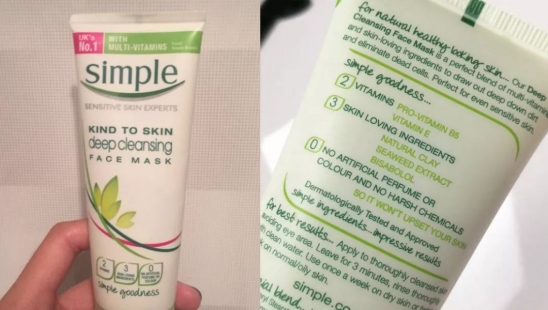 UK's
No.1
WITH
MULTI-VITAMINS
simple
SENSITIVE SKIN EXPERTS
KIND TO SKIN
deep cleansing
FACE MASK
2
VITAMINS
3
0
simple goodness
for natural healthy looking skin... Our Deep
Cleansing Face Mask is a perfect blend of multi-vitamins
and skin-loving ingredients to draw out deep down dirt
and eliminate dead cells. Perfect for even sensitive skin.
simple goodness...
2 VITAMINS PRO-VITAMIN B5
VITAMIN E
3 SKIN LOVING INGREDIENTS
NATURAL CLAY
SEAWEED EXTRACT
BISABOLOL
0 NO ARTIFICIAL PERFUME OR
COLOUR AND NO HARSH CHEMICALS
SO IT WON'T UPSET YOUR SKIN
Dermatologically Tested and Approved
simple ingredients... impressive results
for best results... Apply to thoroughly cleansed skin
avoiding eye area. Leave for 3 minutes, rinse thoroughly
clean water. Use once a week on dry skin or
on normal/oily skin.
simple.co
blend...